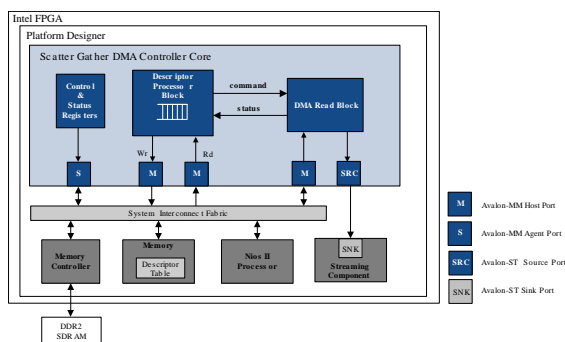 Intel FPGA
Platform Designer
Scatter Gather DMA Controller Core
Control
&
Status
Registers
Descriptor
Processor
Block
command
status
DMA Read Block
Wr
Rd
S
M
M
M
SRC
System Interconnect Fabric
Memory
Controller
Memory
Descriptor
Table
Nios II
Processor
SNK
Streaming
Component
DDR2
SDRAM
M Avalon-MM Host Port
S Avalon-MM Agent Port
SRC Avalon-ST Source Port
SNK Avalon-ST Sink Port